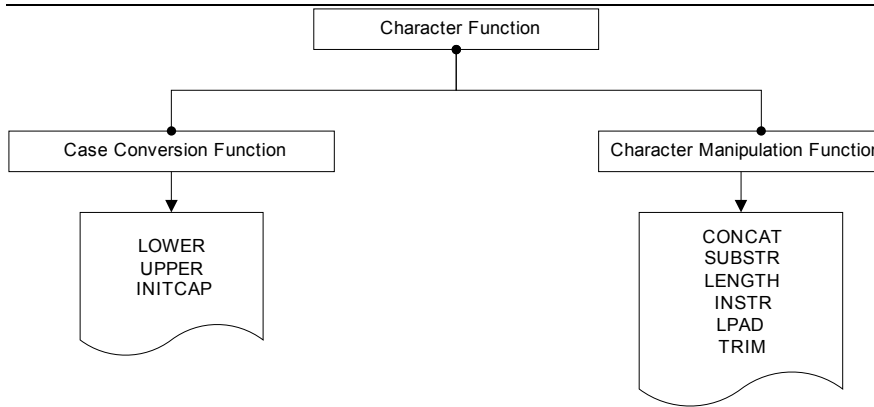 Character Function
Case Conversion Function
Character Manipulation Function
LOWER
UPPER
INITCAP
CONCAT
SUBSTR
LENGTH
INSTR
LPAD
TRIM